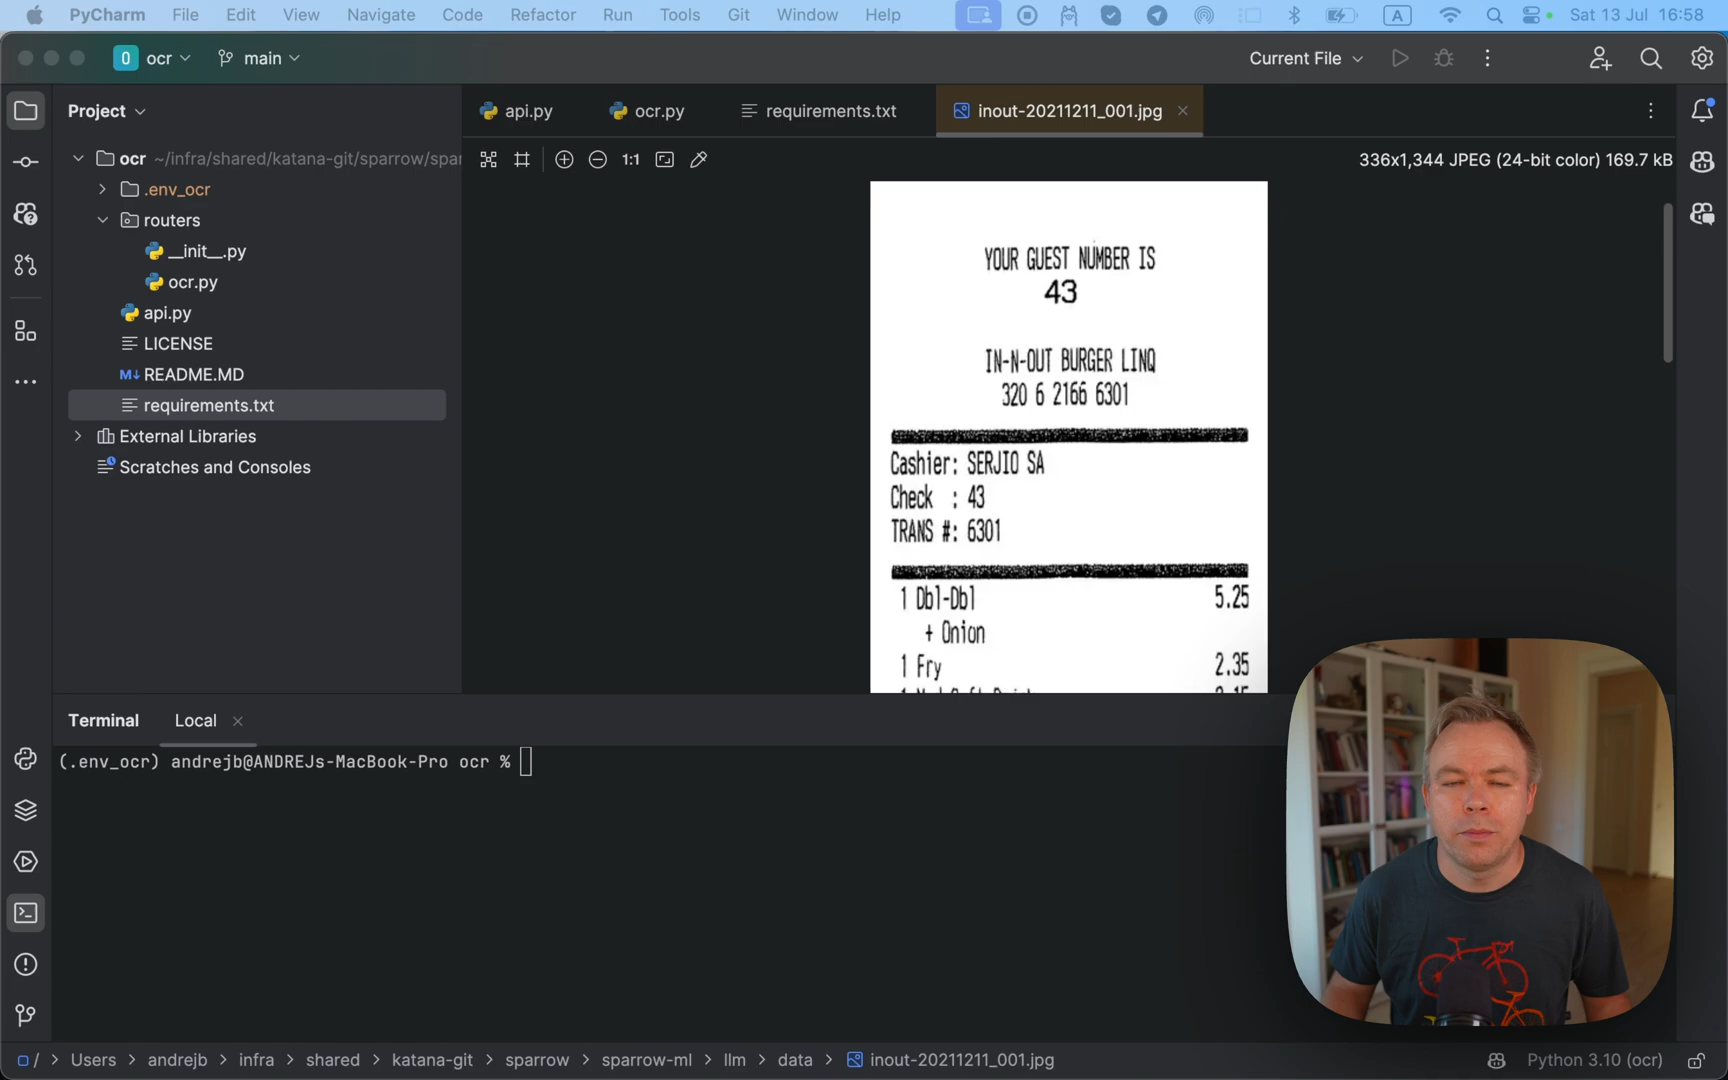 PyCharm File Edit View Navigate Code Refactor Run Tools Git Window Help A Sat 13 Jul 16:58
O ocr main Current File
Project api.py ocr.py requirements.txt inout-20211211_001.jpg
ocr ~/infra/shared/katana-git/sparrow/spar
1:1 336x1,344 JPEG (24-bit color) 169.7 kB
.env_ocr
routers
__init__.py
ocr.py
api.py
LICENSE
M↓ README.MD
requirements.txt
External Libraries
Scratches and Consoles
YOUR GUEST NUMBER IS
43
IN-N-OUT BURGER LINQ
320 6 2166 6301
Cashier: SERJIO SA
Check : 43
TRANS #: 6301
1 Dbl-Dbl 5.25
+ Onion
1 Fry 2.35
Terminal Local
(.env_ocr) andrejb@ANDREJs-MacBook-Pro ocr %
/ > Users > andrejb > infra > shared > katana-git > sparrow > sparrow-ml > llm > data > inout-20211211_001.jpg Python 3.10 (ocr)